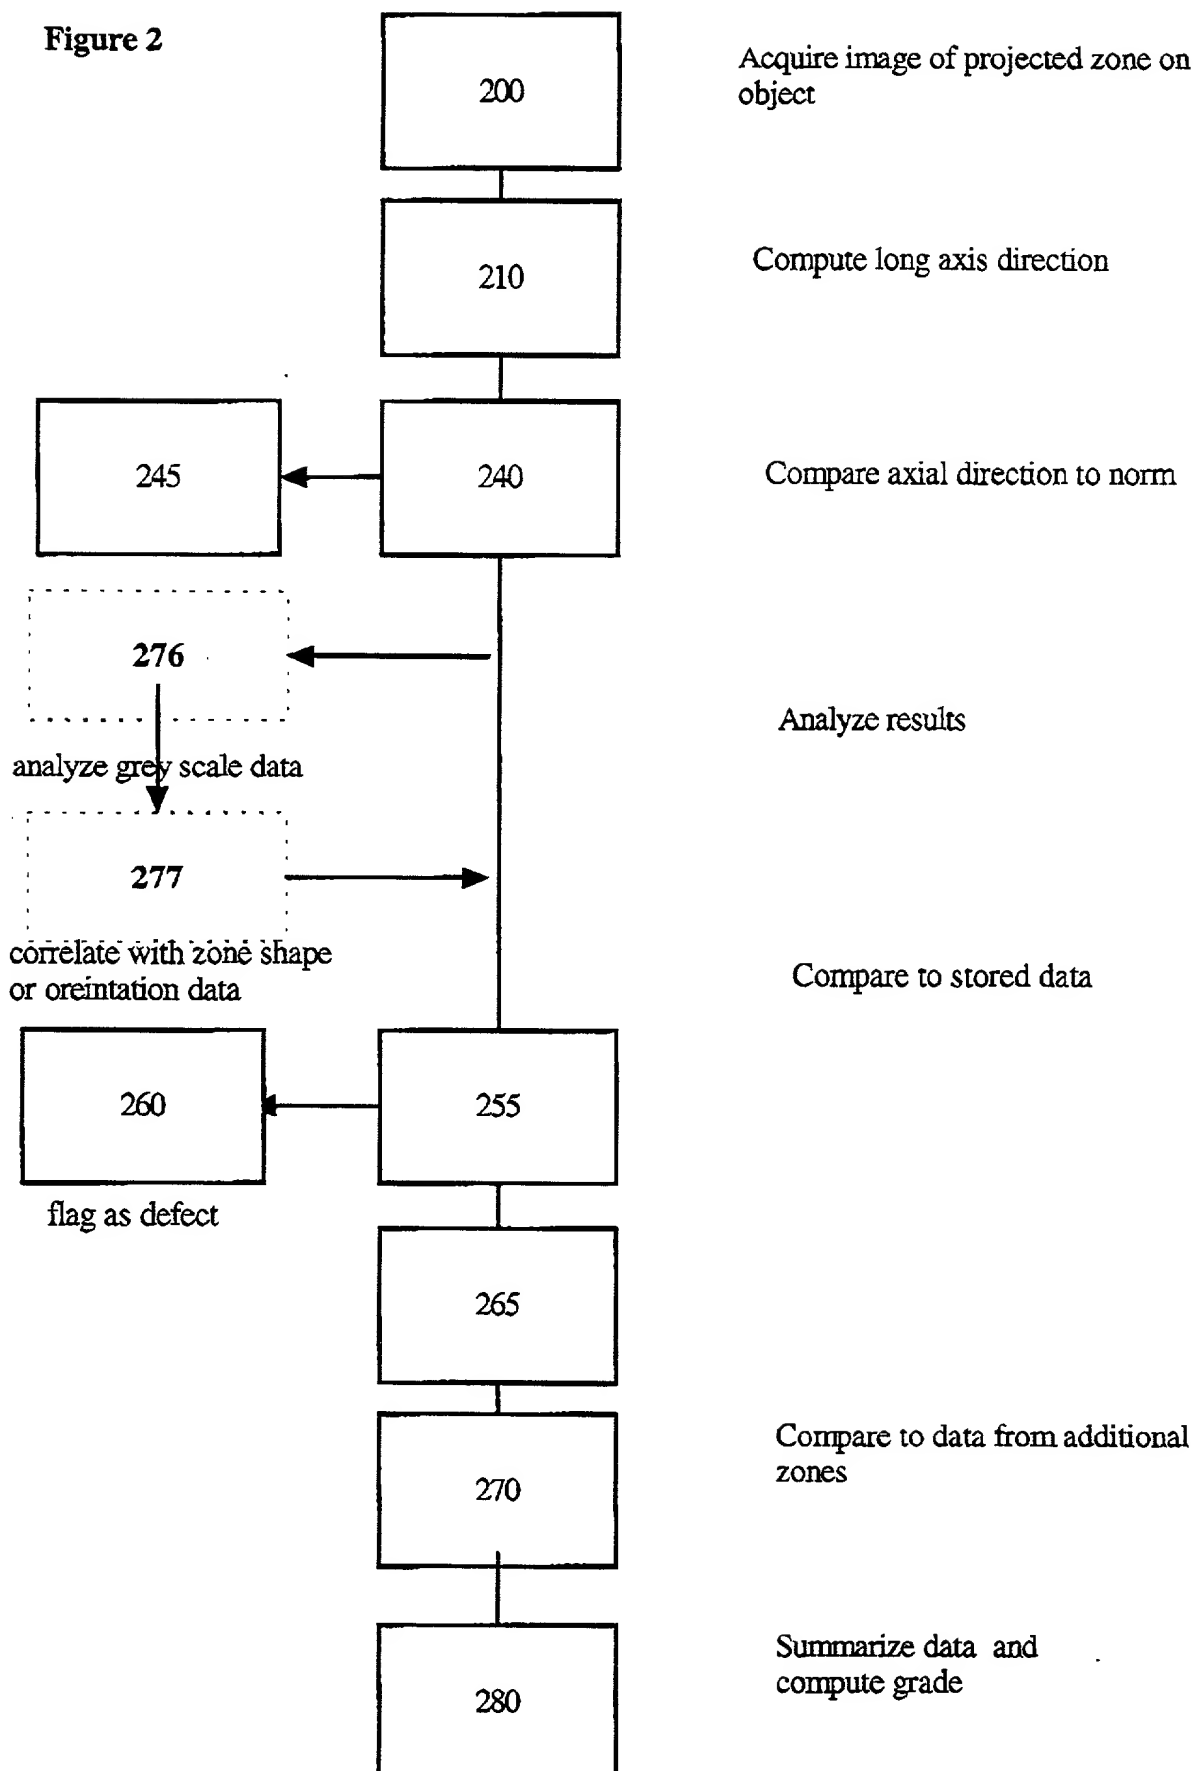 Figure 2
200
Acquire image of projected zone on
object
210
Compute long axis direction
245
240
Compare axial direction to norm
276
Analyze results
analyze grey scale data
277
correlate with zone shape
or oreintation data
Compare to stored data
260
255
flag as defect
265
270
Compare to data from additional
zones
280
Summarize data and
compute grade